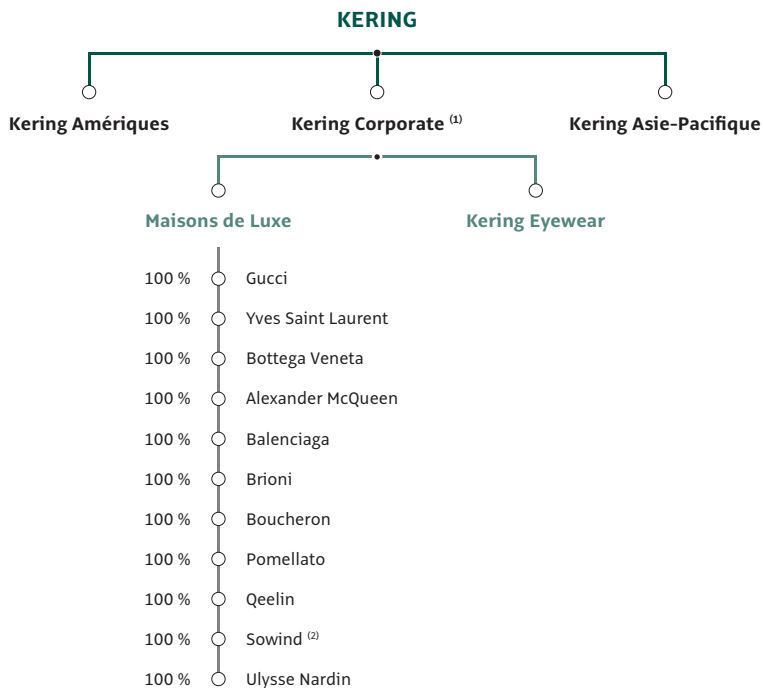 KERING
Kering Amériques
Kering Corporate (1)
Kering Asie-Pacifique
Maisons de Luxe
Kering Eyewear
100 % Gucci
100 % Yves Saint Laurent
100 % Bottega Veneta
100 % Alexander McQueen
100 % Balenciaga
100 % Brioni
100 % Boucheron
100 % Pomellato
100 % Qeelin
100 % Sowind (2)
100 % Ulysse Nardin